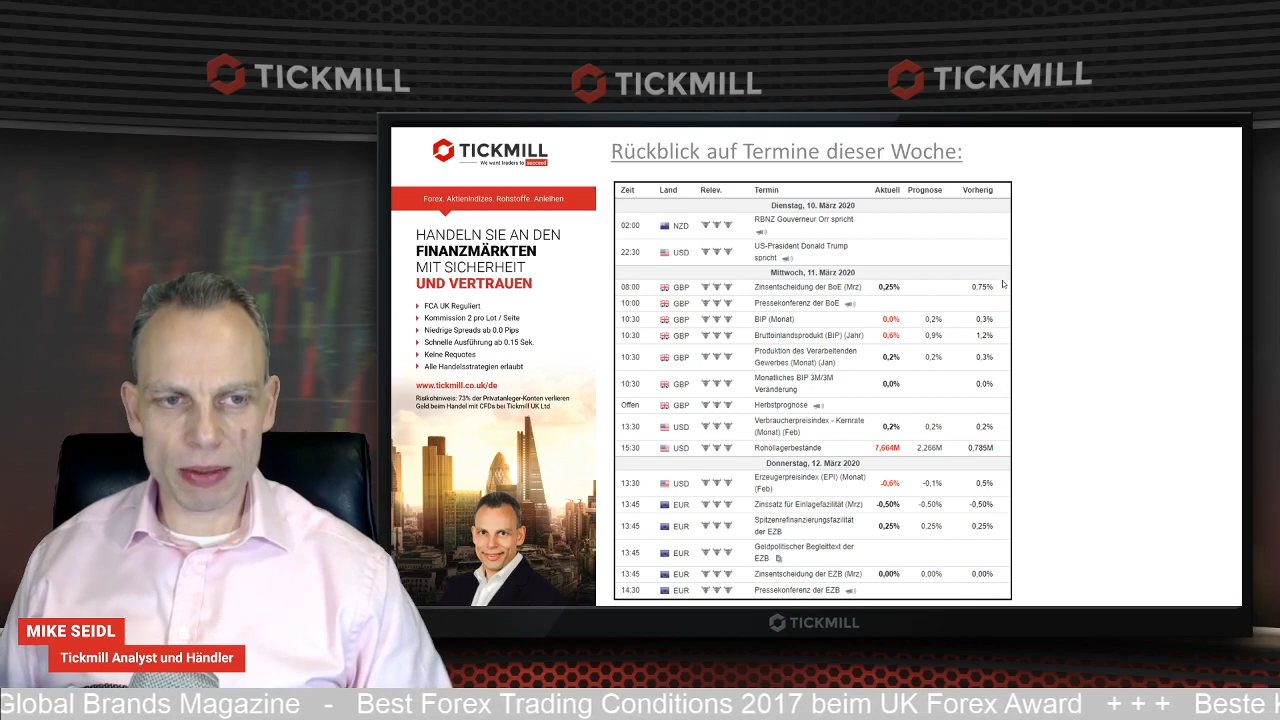 TICKMILL
TICKMILL
TICKMILL
TICKMILL
We want traders to succeed
Forex. Aktienindizes. Rohstoffe. Anleihen
HANDELN SIE AN DEN
FINANZMÄRKTEN
MIT SICHERHEIT
UND VERTRAUEN
FCA UK Reguliert
Kommission 2 pro Lot / Seite
Niedrige Spreads ab 0.0 Pips
Schnelle Ausführung ab 0.15 Sek.
Keine Requotes
Alle Handelsstrategien erlaubt
www.tickmill.co.uk/de
Risikohinweis: 73% der Privatanleger-Konten verlieren
Geld beim Handel mit CFDs bei Tickmill UK Ltd.
Rückblick auf Termine dieser Woche:
Zeit Land Relev. Termin Aktuell Prognose Vorherig
Dienstag, 10. März 2020
02:00 NZD RBNZ Gouverneur Orr spricht
22:30 USD US-Präsident Donald Trump
spricht
Mittwoch, 11. März 2020
08:00 GBP Zinsentscheidung der BoE (Mrz) 0,25% 0,75%
10:00 GBP Pressekonferenz der BoE
10:30 GBP BIP (Monat) 0,0% 0,2% 0,3%
10:30 GBP Bruttoinlandsprodukt (BIP) (Jahr) 0,6% 0,9% 1,2%
10:30 GBP Produktion des Verarbeitenden
Gewerbes (Monat) (Jan) 0,2% 0,2% 0,3%
10:30 GBP Monatliches BIP 3M/3M
Veränderung 0,0% 0,0%
Offen GBP Herbstprognose
13:30 USD Verbraucherpreisindex - Kernrate
(Monat) (Feb) 0,2% 0,2% 0,2%
15:30 USD Rohöllagerbestände 7,664M 2,266M 0,785M
Donnerstag, 12. März 2020
13:30 USD Erzeugerpreisindex (EPI) (Monat)
(Feb) -0,6% -0,1% 0,5%
13:45 EUR Zinssatz für Einlagefazilität (Mrz) -0,50% -0,50% -0,50%
13:45 EUR Spitzenrefinanzierungsfazilität
der EZB 0,25% 0,25% 0,25%
13:45 EUR Geldpolitischer Begleittext der
EZB
13:45 EUR Zinsentscheidung der EZB (Mrz) 0,00% 0,00% 0,00%
14:30 EUR Pressekonferenz der EZB
TICKMILL
MIKE SEIDL
Tickmill Analyst und Händler
Global Brands Magazine - Best Forex Trading Conditions 2017 beim UK Forex Award + + + Beste